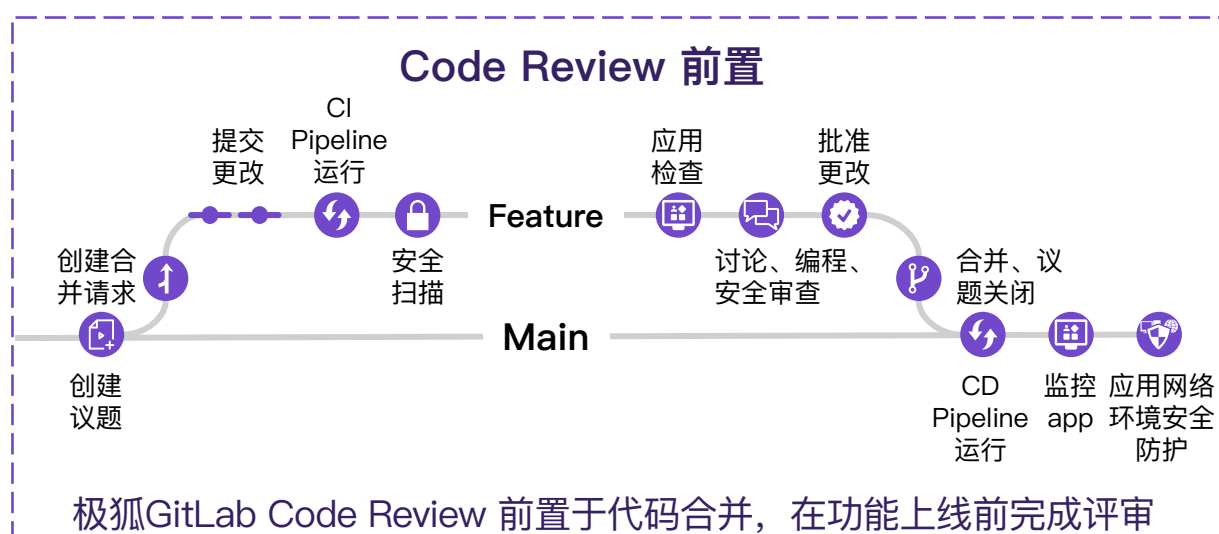 Code Review 前置
CI
Pipeline
运行
提交
更改
应用
检查
批准
更改
Feature
创建合
并请求
安全
扫描
讨论、编程、
安全审查
合并、议
题关闭
Main
创建
议题
CD
Pipeline
运行
监控
app
应用网络
环境安全
防护
极狐GitLab Code Review 前置于代码合并，在功能上线前完成评审